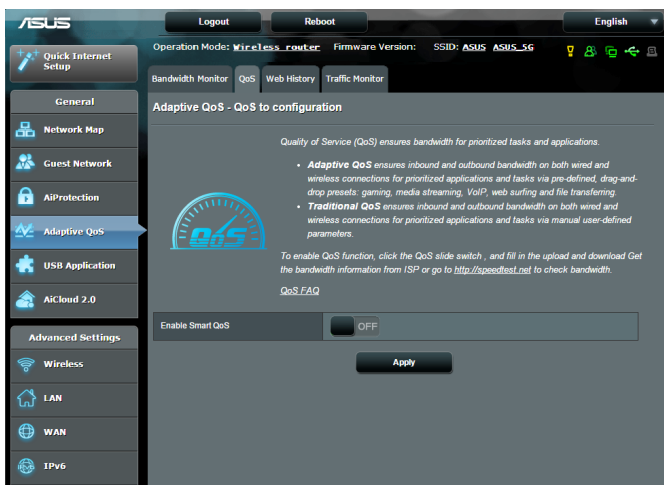 ASUS
Logout
Reboot
English
Quick Internet
Setup
Operation Mode: Wireless router Firmware Version: SSID: ASUS ASUS_5G
Bandwidth Monitor
QoS
Web History
Traffic Monitor
General
Network Map
Guest Network
AiProtection
Adaptive QoS
USB Application
AiCloud 2.0
Advanced Settings
Wireless
LAN
WAN
IPv6
Adaptive QoS - QoS to configuration
QoS
Quality of Service (QoS) ensures bandwidth for prioritized tasks and applications.
• Adaptive QoS ensures inbound and outbound bandwidth on both wired and
wireless connections for prioritized applications and tasks via pre-defined, drag-and-
drop presets: gaming, media streaming, VoIP, web surfing and file transferring.
• Traditional QoS ensures inbound and outbound bandwidth on both wired and
wireless connections for prioritized applications and tasks via manual user-defined
parameters.
To enable QoS function, click the QoS slide switch , and fill in the upload and download Get
the bandwidth information from ISP or go to http://speedtest.net to check bandwidth.
QoS FAQ
Enable Smart QoS
OFF
Apply